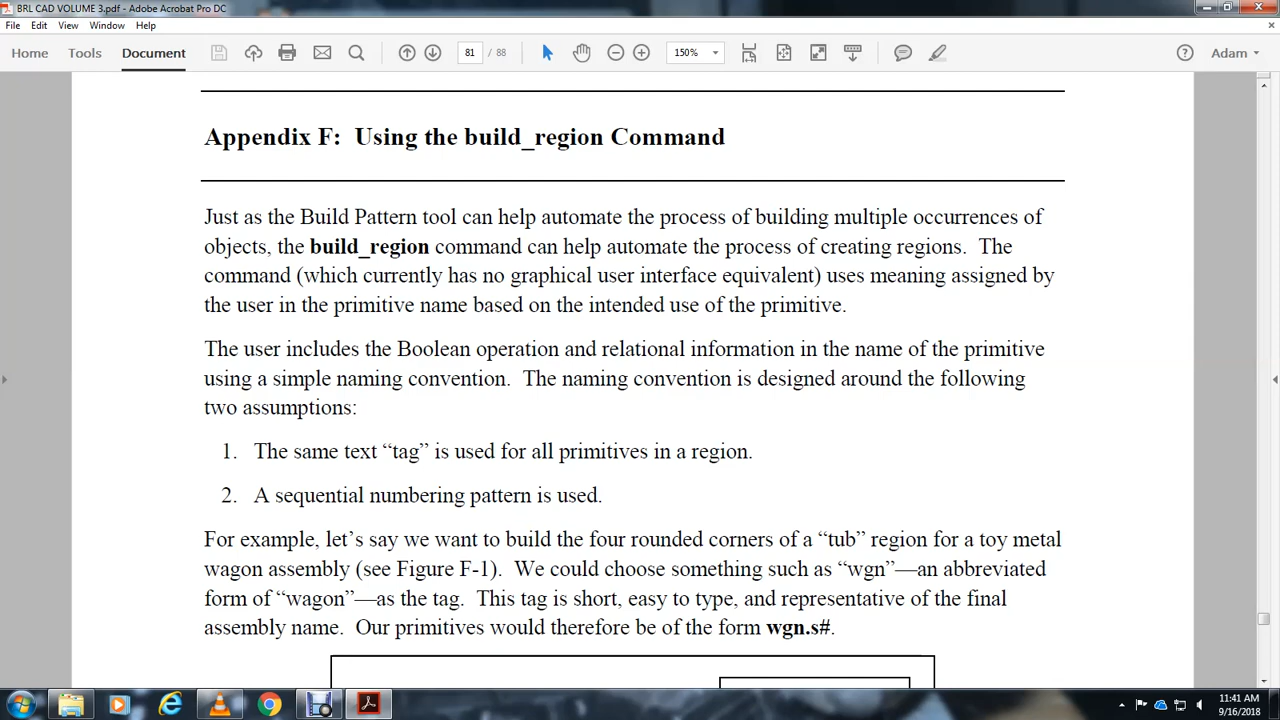 BRL CAD VOLUME 3.pdf - Adobe Acrobat Pro DC
File Edit View Window Help
Home Tools Document 81 / 88 150% Adam
Appendix F: Using the build_region Command
Just as the Build Pattern tool can help automate the process of building multiple occurrences of
objects, the build_region command can help automate the process of creating regions. The
command (which currently has no graphical user interface equivalent) uses meaning assigned by
the user in the primitive name based on the intended use of the primitive.
The user includes the Boolean operation and relational information in the name of the primitive
using a simple naming convention. The naming convention is designed around the following
two assumptions:
1. The same text “tag” is used for all primitives in a region.
2. A sequential numbering pattern is used.
For example, let’s say we want to build the four rounded corners of a “tub” region for a toy metal
wagon assembly (see Figure F-1). We could choose something such as “wgn”—an abbreviated
form of “wagon”—as the tag. This tag is short, easy to type, and representative of the final
assembly name. Our primitives would therefore be of the form wgn.s#.
11:41 AM
9/16/2018